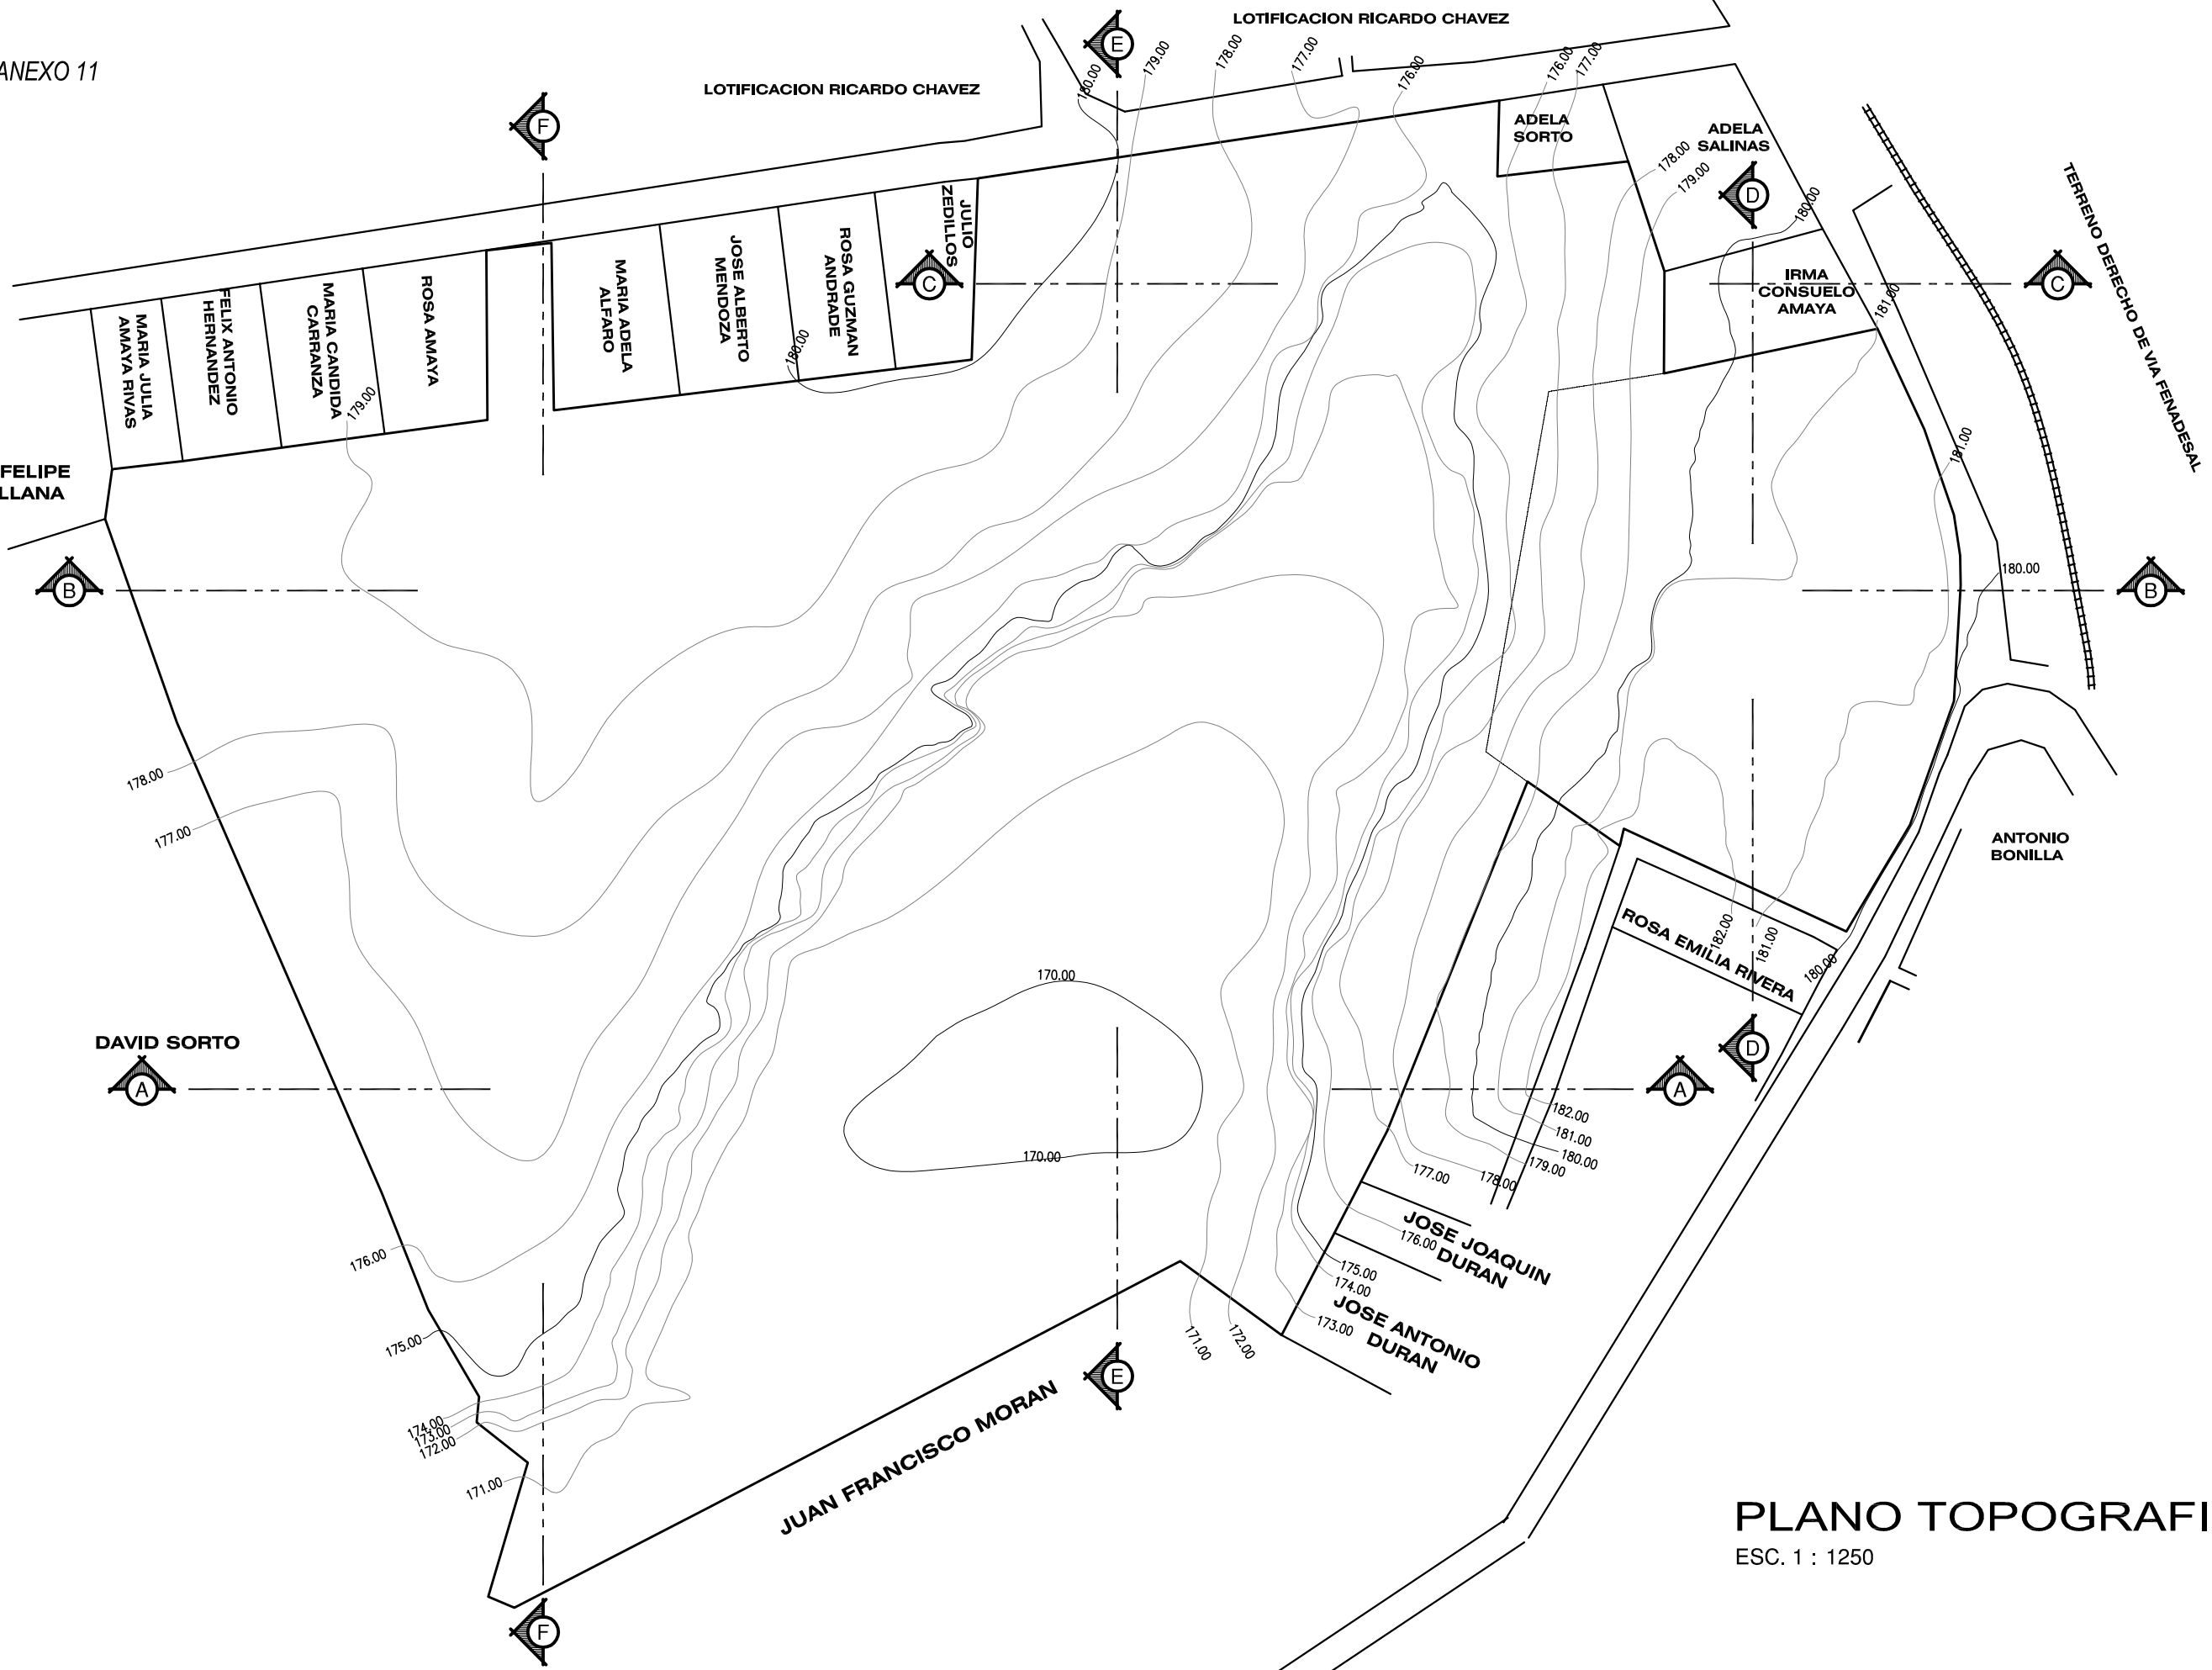 ANEXO 11
LOTIFICACION RICARDO CHAVEZ
LOTIFICACION RICARDO CHAVEZ
E
F
180.00
179.00
178.00
177.00
176.00
176.00
177.00
ADELA
SORTO
ADELA
SALINAS
178.00
179.00
D
180.00
TERRENO DERECHO DE VIA FENADESAL
JULIO
ZEDILLOS
ROSA GUZMAN
ANDRADE
JOSE ALBERTO
MENDOZA
MARIA ADELA
ALFARO
ROSA AMAYA
MARIA CANDIDA
CARRANZA
FELIX ANTONIO
HERNANDEZ
MARIA JULIA
AMAYA RIVAS
C
C
IRMA
CONSUELO
AMAYA
181.00
180.00
179.00
181.00
FELIPE
LLANA
B
B
180.00
178.00
177.00
ANTONIO
BONILLA
ROSA EMILIA RIVERA
182.00
181.00
180.00
170.00
170.00
DAVID SORTO
A
A
D
182.00
181.00
180.00
179.00
178.00
177.00
176.00
JOSE JOAQUIN
DURAN
175.00
174.00
173.00
JOSE ANTONIO
DURAN
172.00
171.00
176.00
175.00
174.00
173.00
172.00
171.00
E
JUAN FRANCISCO MORAN
F
PLANO TOPOGRAFI
ESC. 1 : 1250